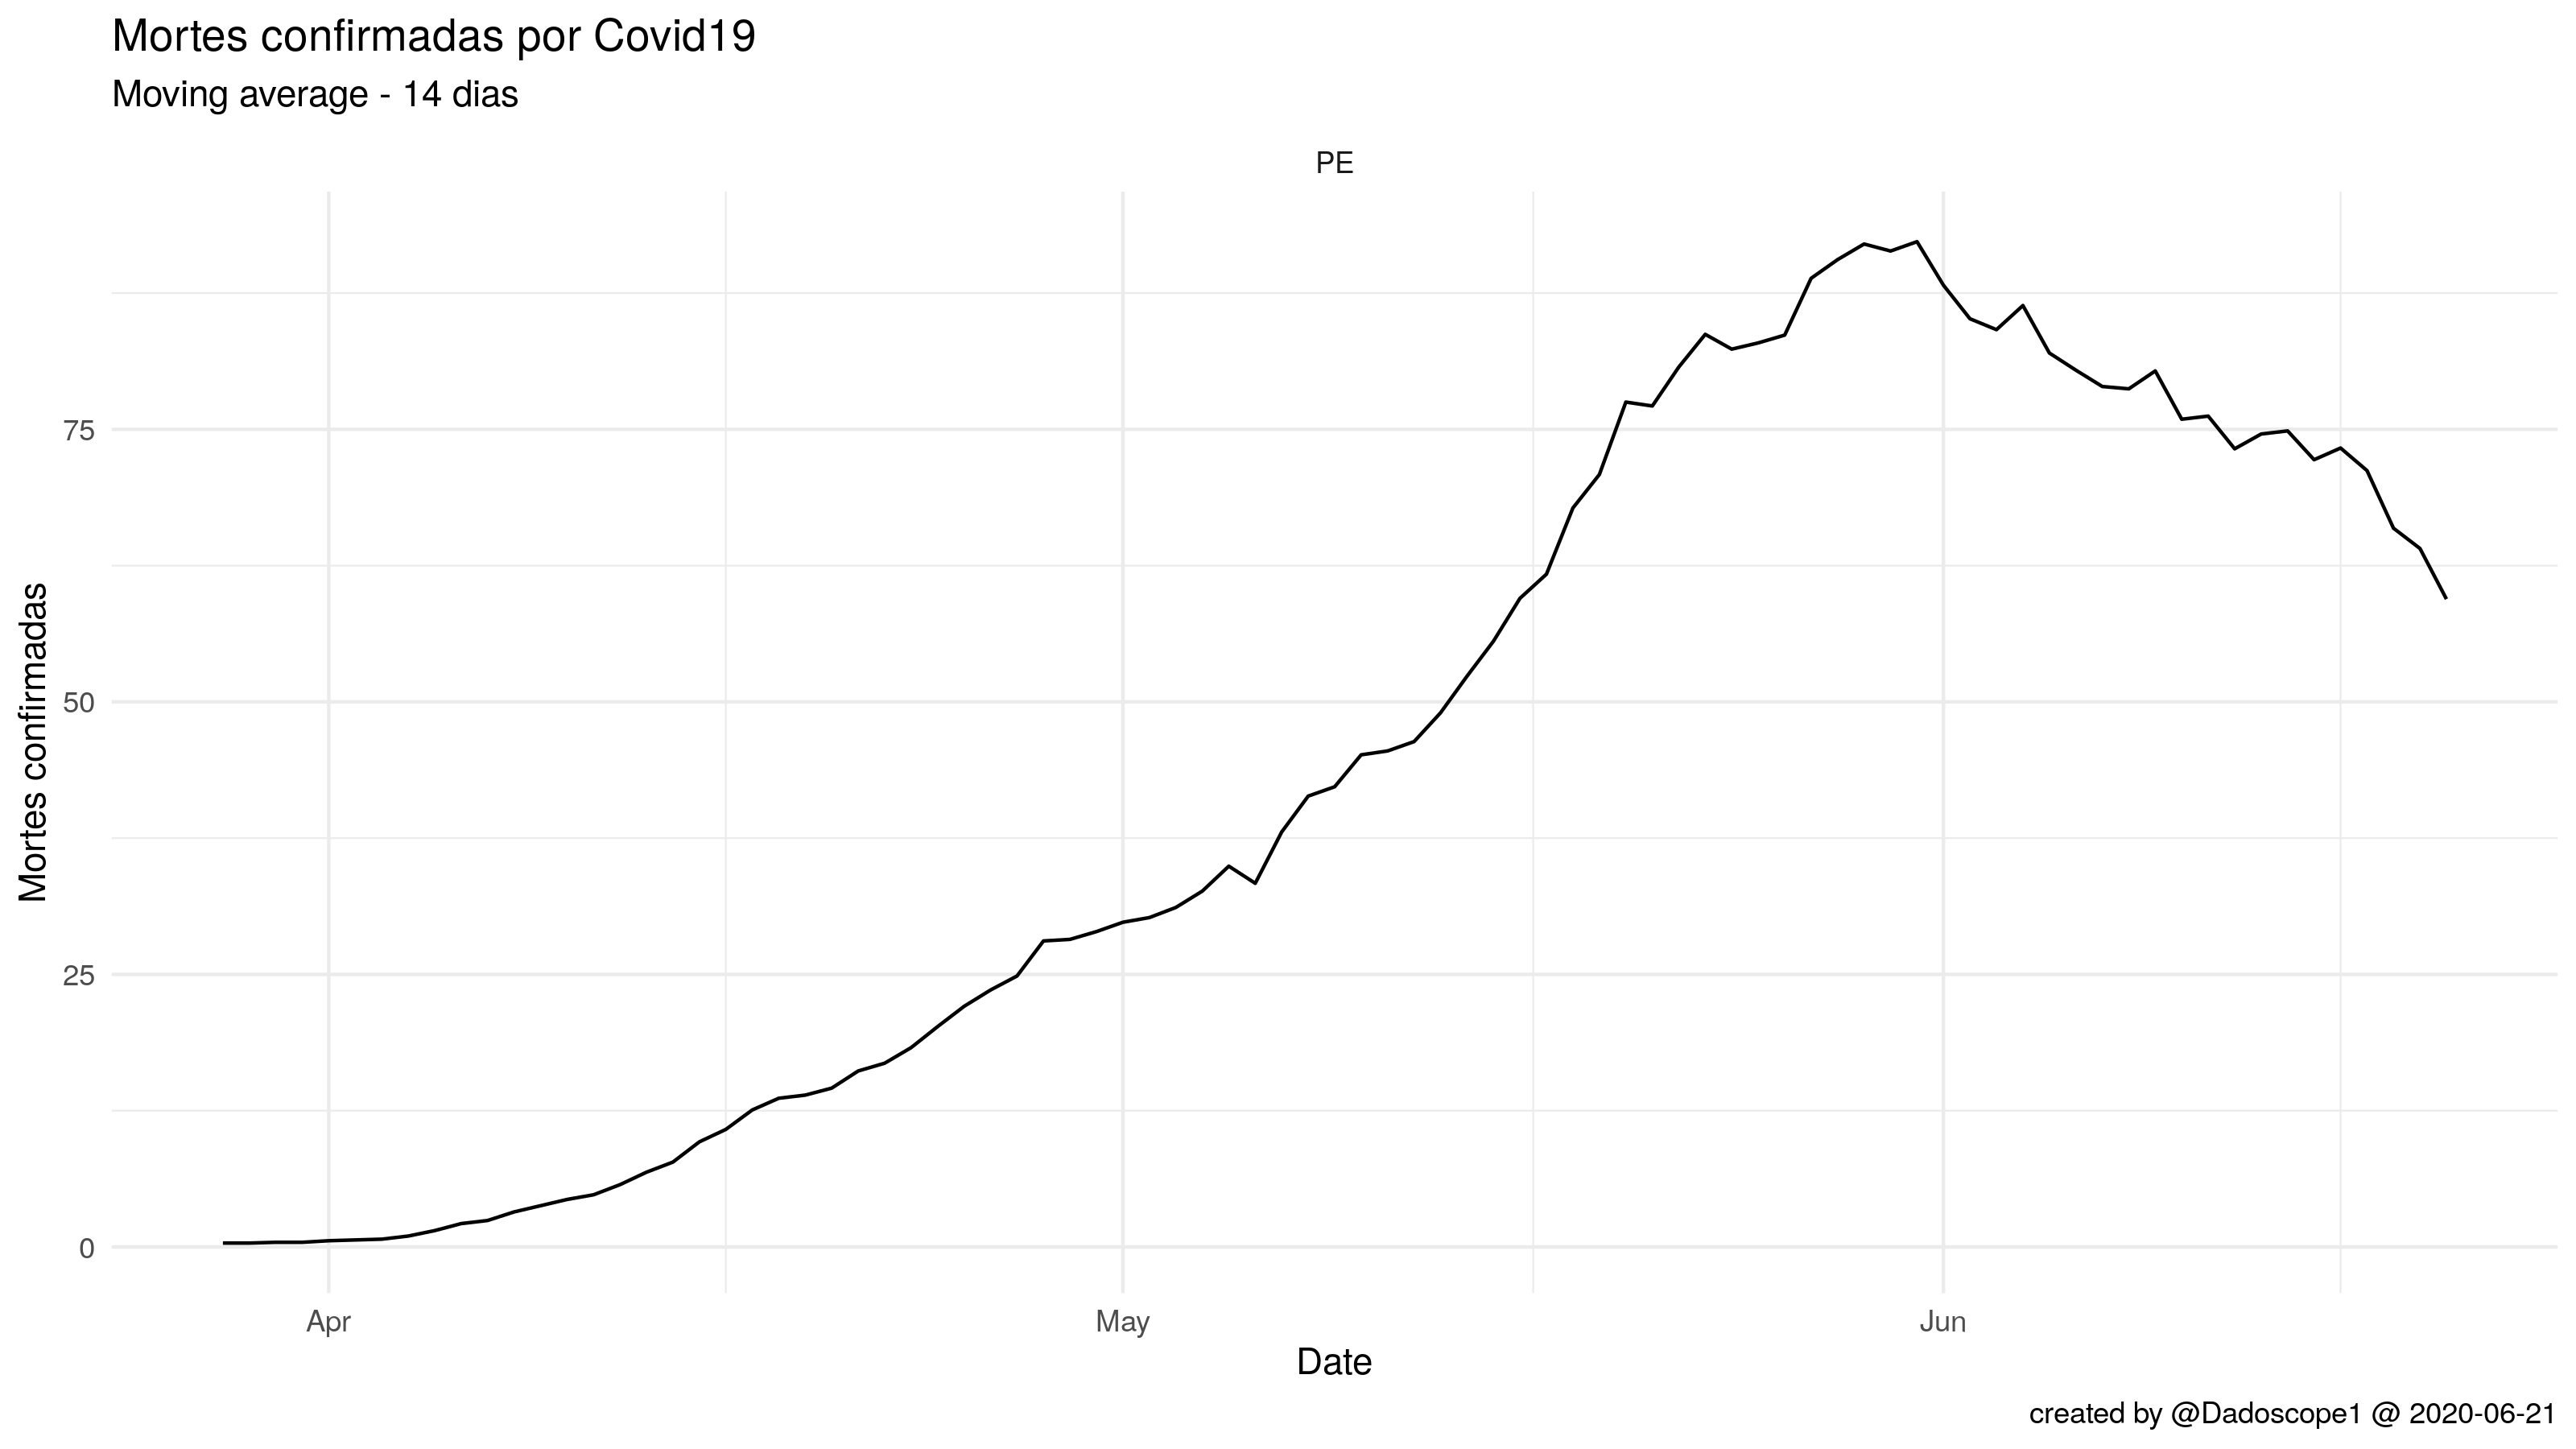 Mortes confirmadas por Covid19
Moving average - 14 dias
PE
Mortes confirmadas
75
50
25
0
Apr
May
Jun
Date
created by @Dadoscope1 @ 2020-06-21